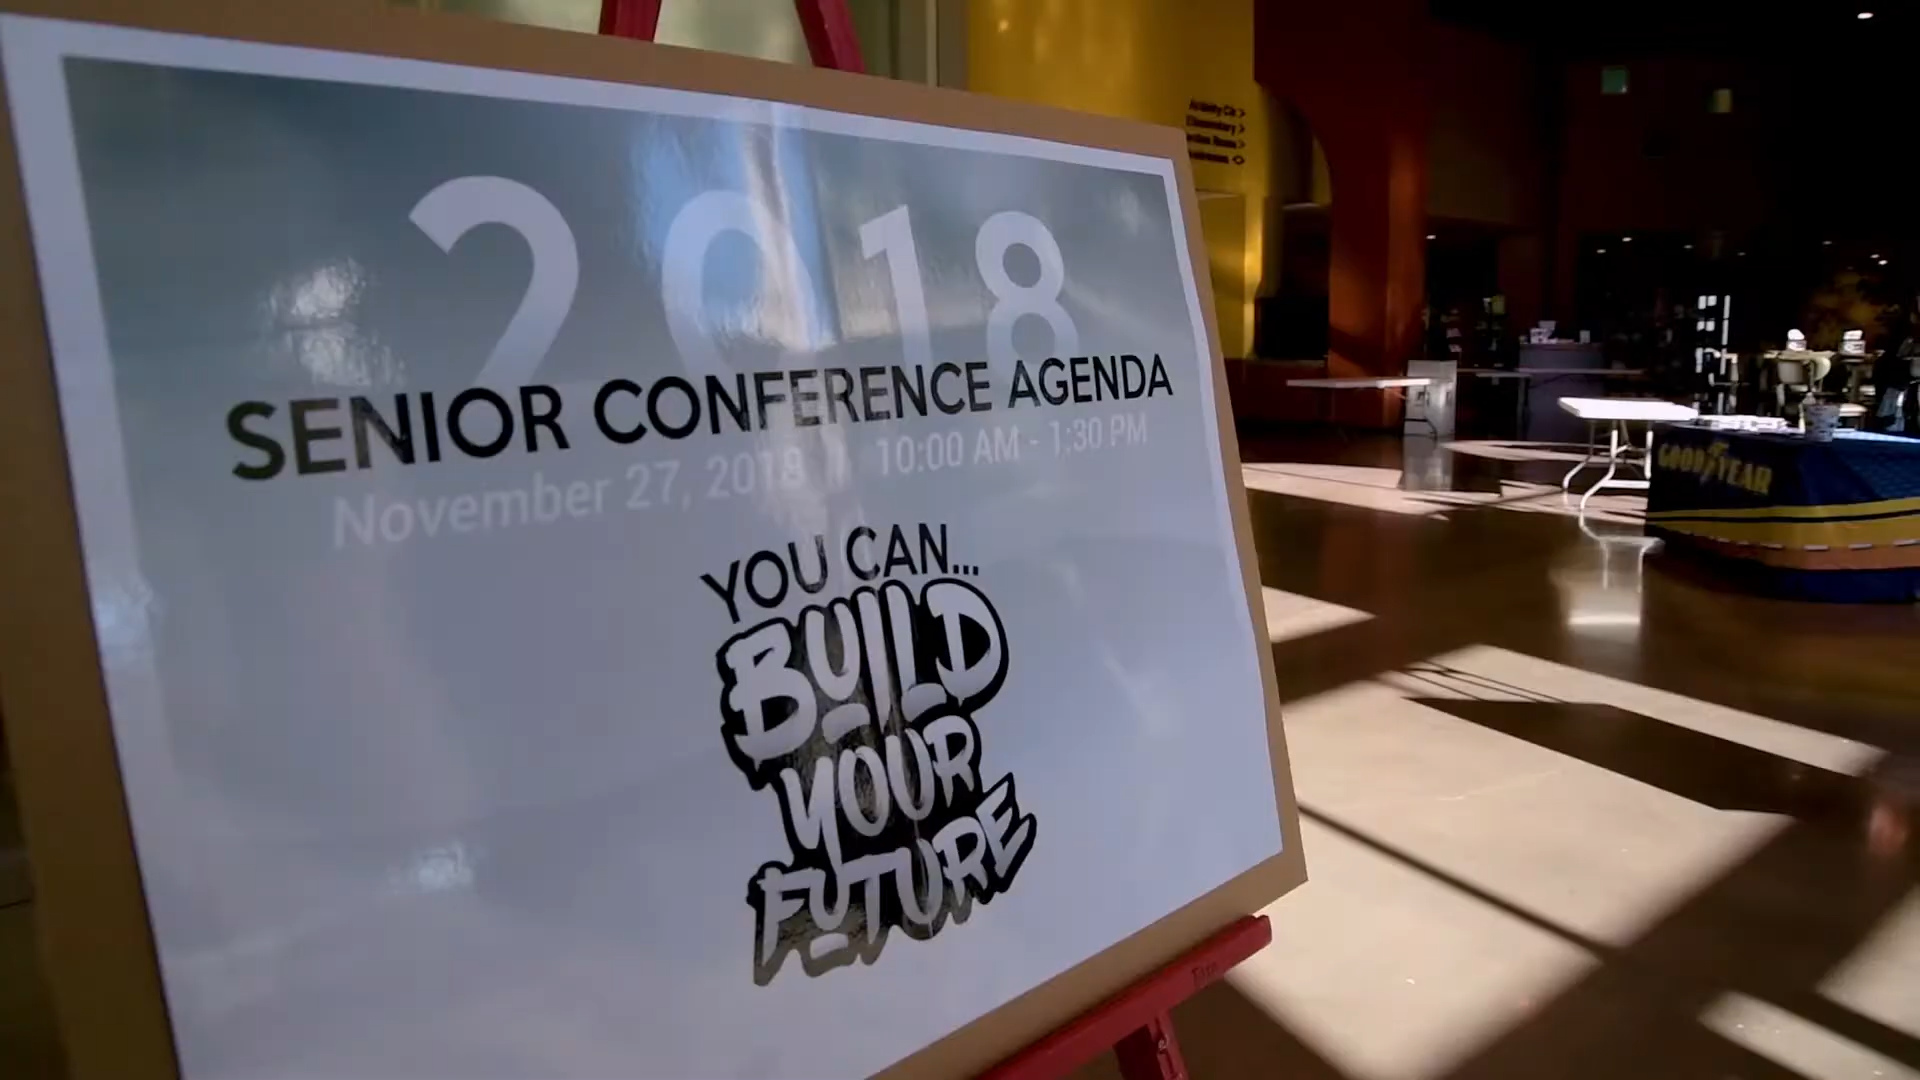 2018
SENIOR CONFERENCE AGENDA
November 27, 2018 | 10:00 AM - 1:30 PM
YOU CAN...
BUILD
YOUR
FUTURE
Elementary >
GOODYEAR